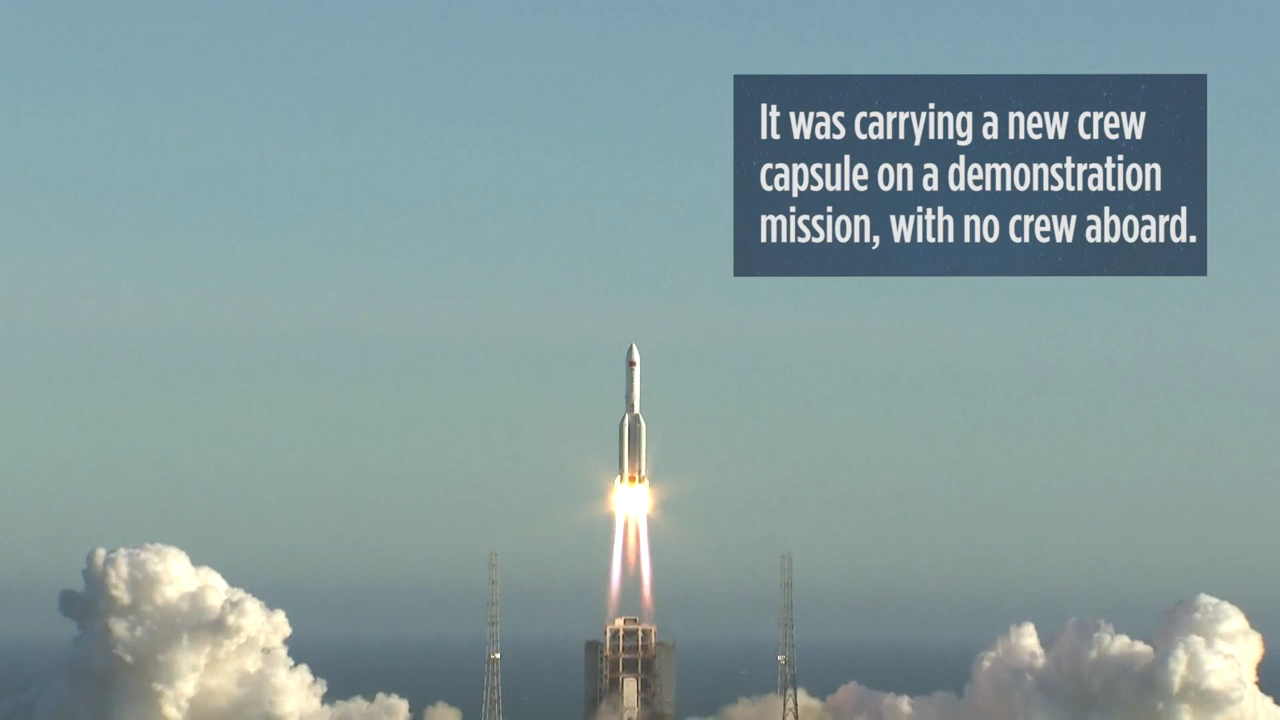 It was carrying a new crew
capsule on a demonstration
mission, with no crew aboard.